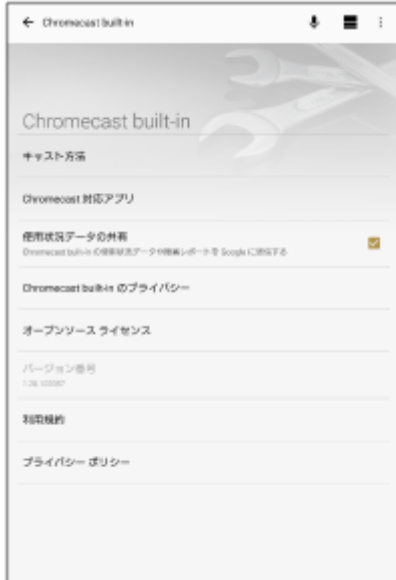 Chromecast built-in
Chromecast built-in
キャスト方法
Chromecast 対応アプリ
使用状況データの共有
Chromecast built-in の使用状況データや障害レポートを Google に送信する
Chromecast built-in のプライバシー
オープンソース ライセンス
バージョン番号
利用規約
プライバシー ポリシー